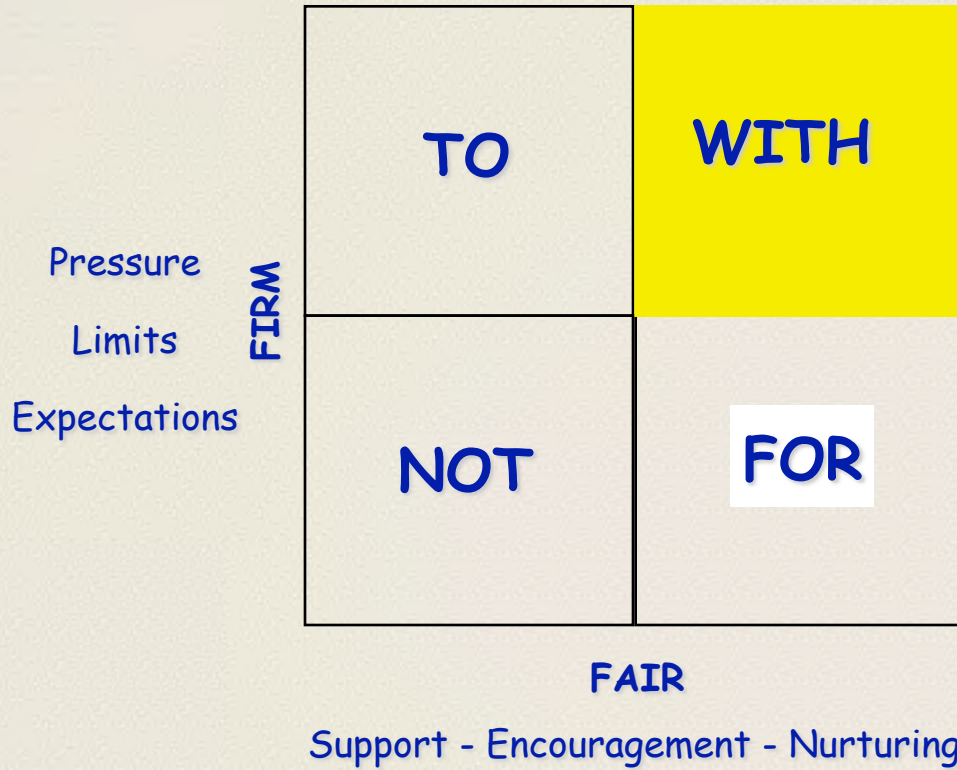 TO
WITH
Pressure
Limits
Expectations
FIRM
NOT
FOR
FAIR
Support - Encouragement - Nurturing